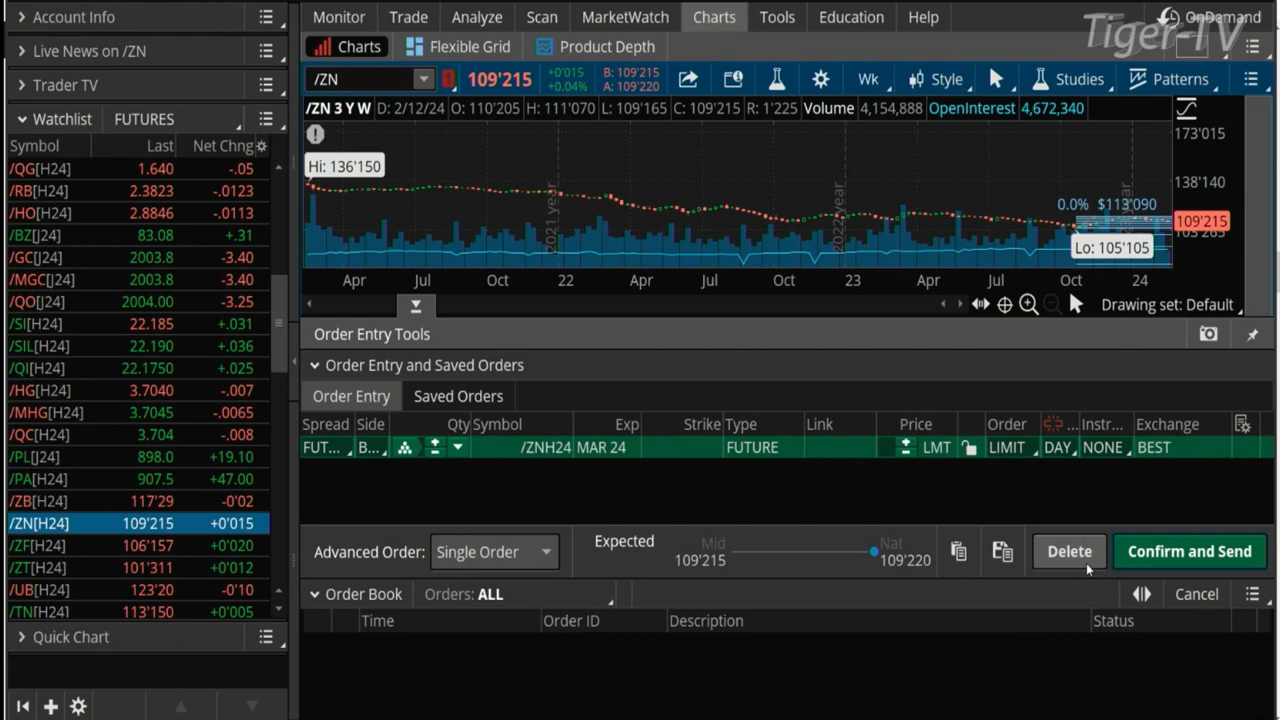 Account Info
Live News on /ZN
Trader TV
Watchlist FUTURES
Symbol Last Net Chng
/QG[H24] 1.640 -.05
/RB[H24] 2.3823 -.0123
/HO[H24] 2.8846 -.0113
/BZ[J24] 83.08 +.31
/GC[J24] 2003.8 -3.40
/MGC[J24] 2003.8 -3.40
/QO[J24] 2004.00 -3.25
/SI[H24] 22.185 +.031
/SIL[H24] 22.190 +.036
/QI[H24] 22.1750 +.025
/HG[H24] 3.7040 -.007
/MHG[H24] 3.7045 -.0065
/QC[H24] 3.704 -.008
/PL[J24] 898.0 +19.10
/PA[H24] 907.5 +47.00
/ZB[H24] 117'29 -0'02
/ZN[H24] 109'215 +0'015
/ZF[H24] 106'157 +0'020
/ZT[H24] 101'311 +0'012
/UB[H24] 123'20 -0'10
/TN[H24] 113'150 +0'005
Quick Chart
Monitor Trade Analyze Scan MarketWatch Charts Tools Education Help OnDemand
Tiger-TV
Charts Flexible Grid Product Depth
/ZN 109'215 +0'015 +0.04% B: 109'215 A: 109'220 Wk Style Studies Patterns
/ZN 3 Y W D: 2/12/24 O: 110'205 H: 111'070 L: 109'165 C: 109'215 R: 1'225 Volume 4,154,888 OpenInterest 4,672,340
173'015
Hi: 136'150
138'140
0.0% $113'090
109'215
Lo: 105'105
2021 year
2022 year
Apr Jul Oct 22 Apr Jul Oct 23 Apr Jul Oct 24
Drawing set: Default
Order Entry Tools
Order Entry and Saved Orders
Order Entry Saved Orders
Spread Side Qty Symbol Exp Strike Type Link Price Order ... Instr... Exchange
FUT... B... /ZNH24 MAR 24 FUTURE LMT LIMIT DAY NONE BEST
Advanced Order: Single Order Expected Mid 109'215 Nat 109'220 Delete Confirm and Send
Order Book Orders: ALL Cancel
Time Order ID Description Status